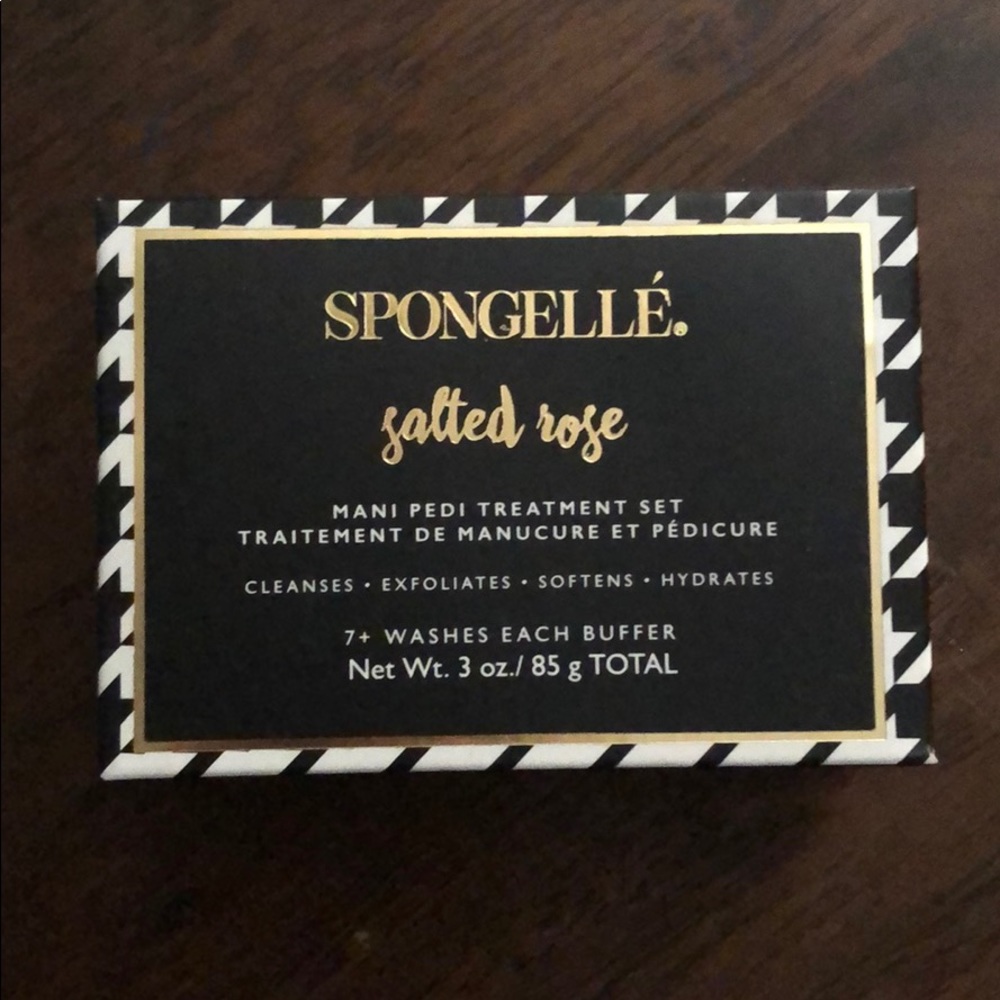 SPONGELLÉ®
salted rose
MANI PEDI TREATMENT SET
TRAITEMENT DE MANUCURE ET PÉDICURE
CLEANSES • EXFOLIATES • SOFTENS • HYDRATES
7+ WASHES EACH BUFFER
Net Wt. 3 oz./ 85 g TOTAL